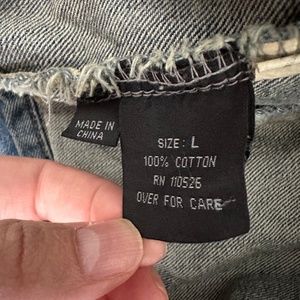 MADE IN
CHINA
SIZE: L
100% COTTON
RN 110526
OVER FOR CARE